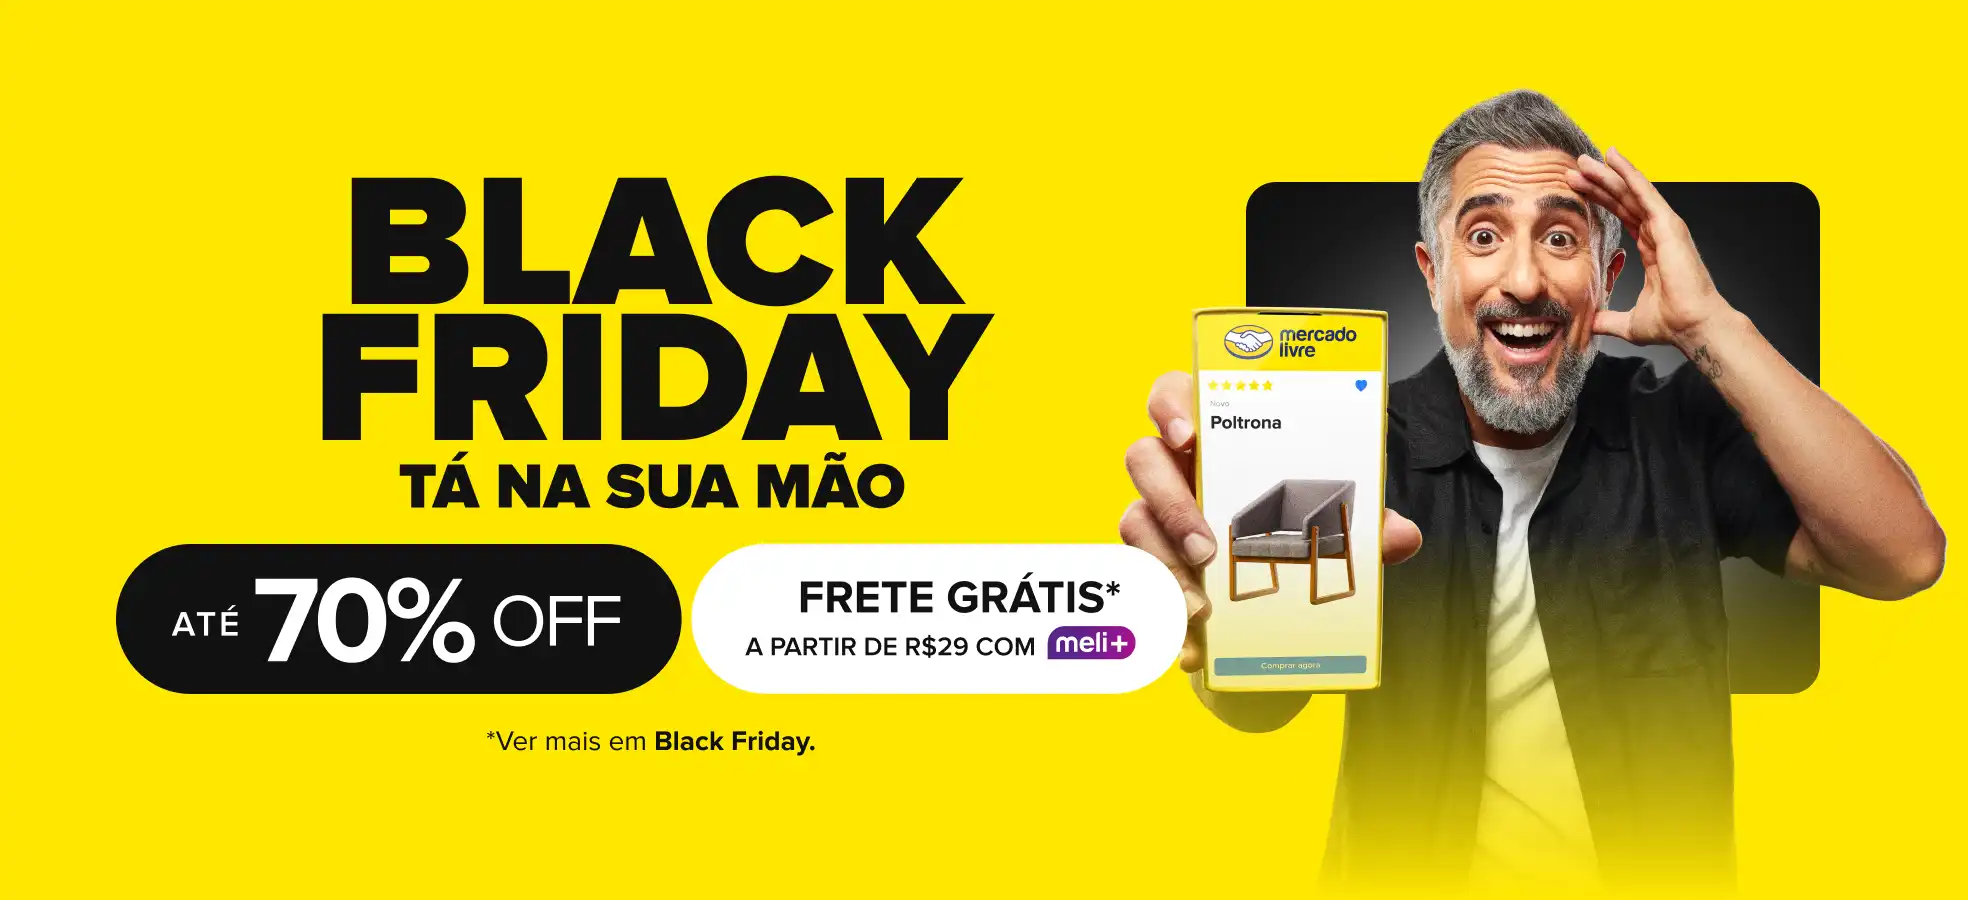 BLACK
FRIDAY
TÁ NA SUA MÃO
ATÉ 70% OFF
FRETE GRÁTIS*
A PARTIR DE R$29 COM meli+
*Ver mais em Black Friday.
mercado
livre
Novo
Poltrona
Comprar agora